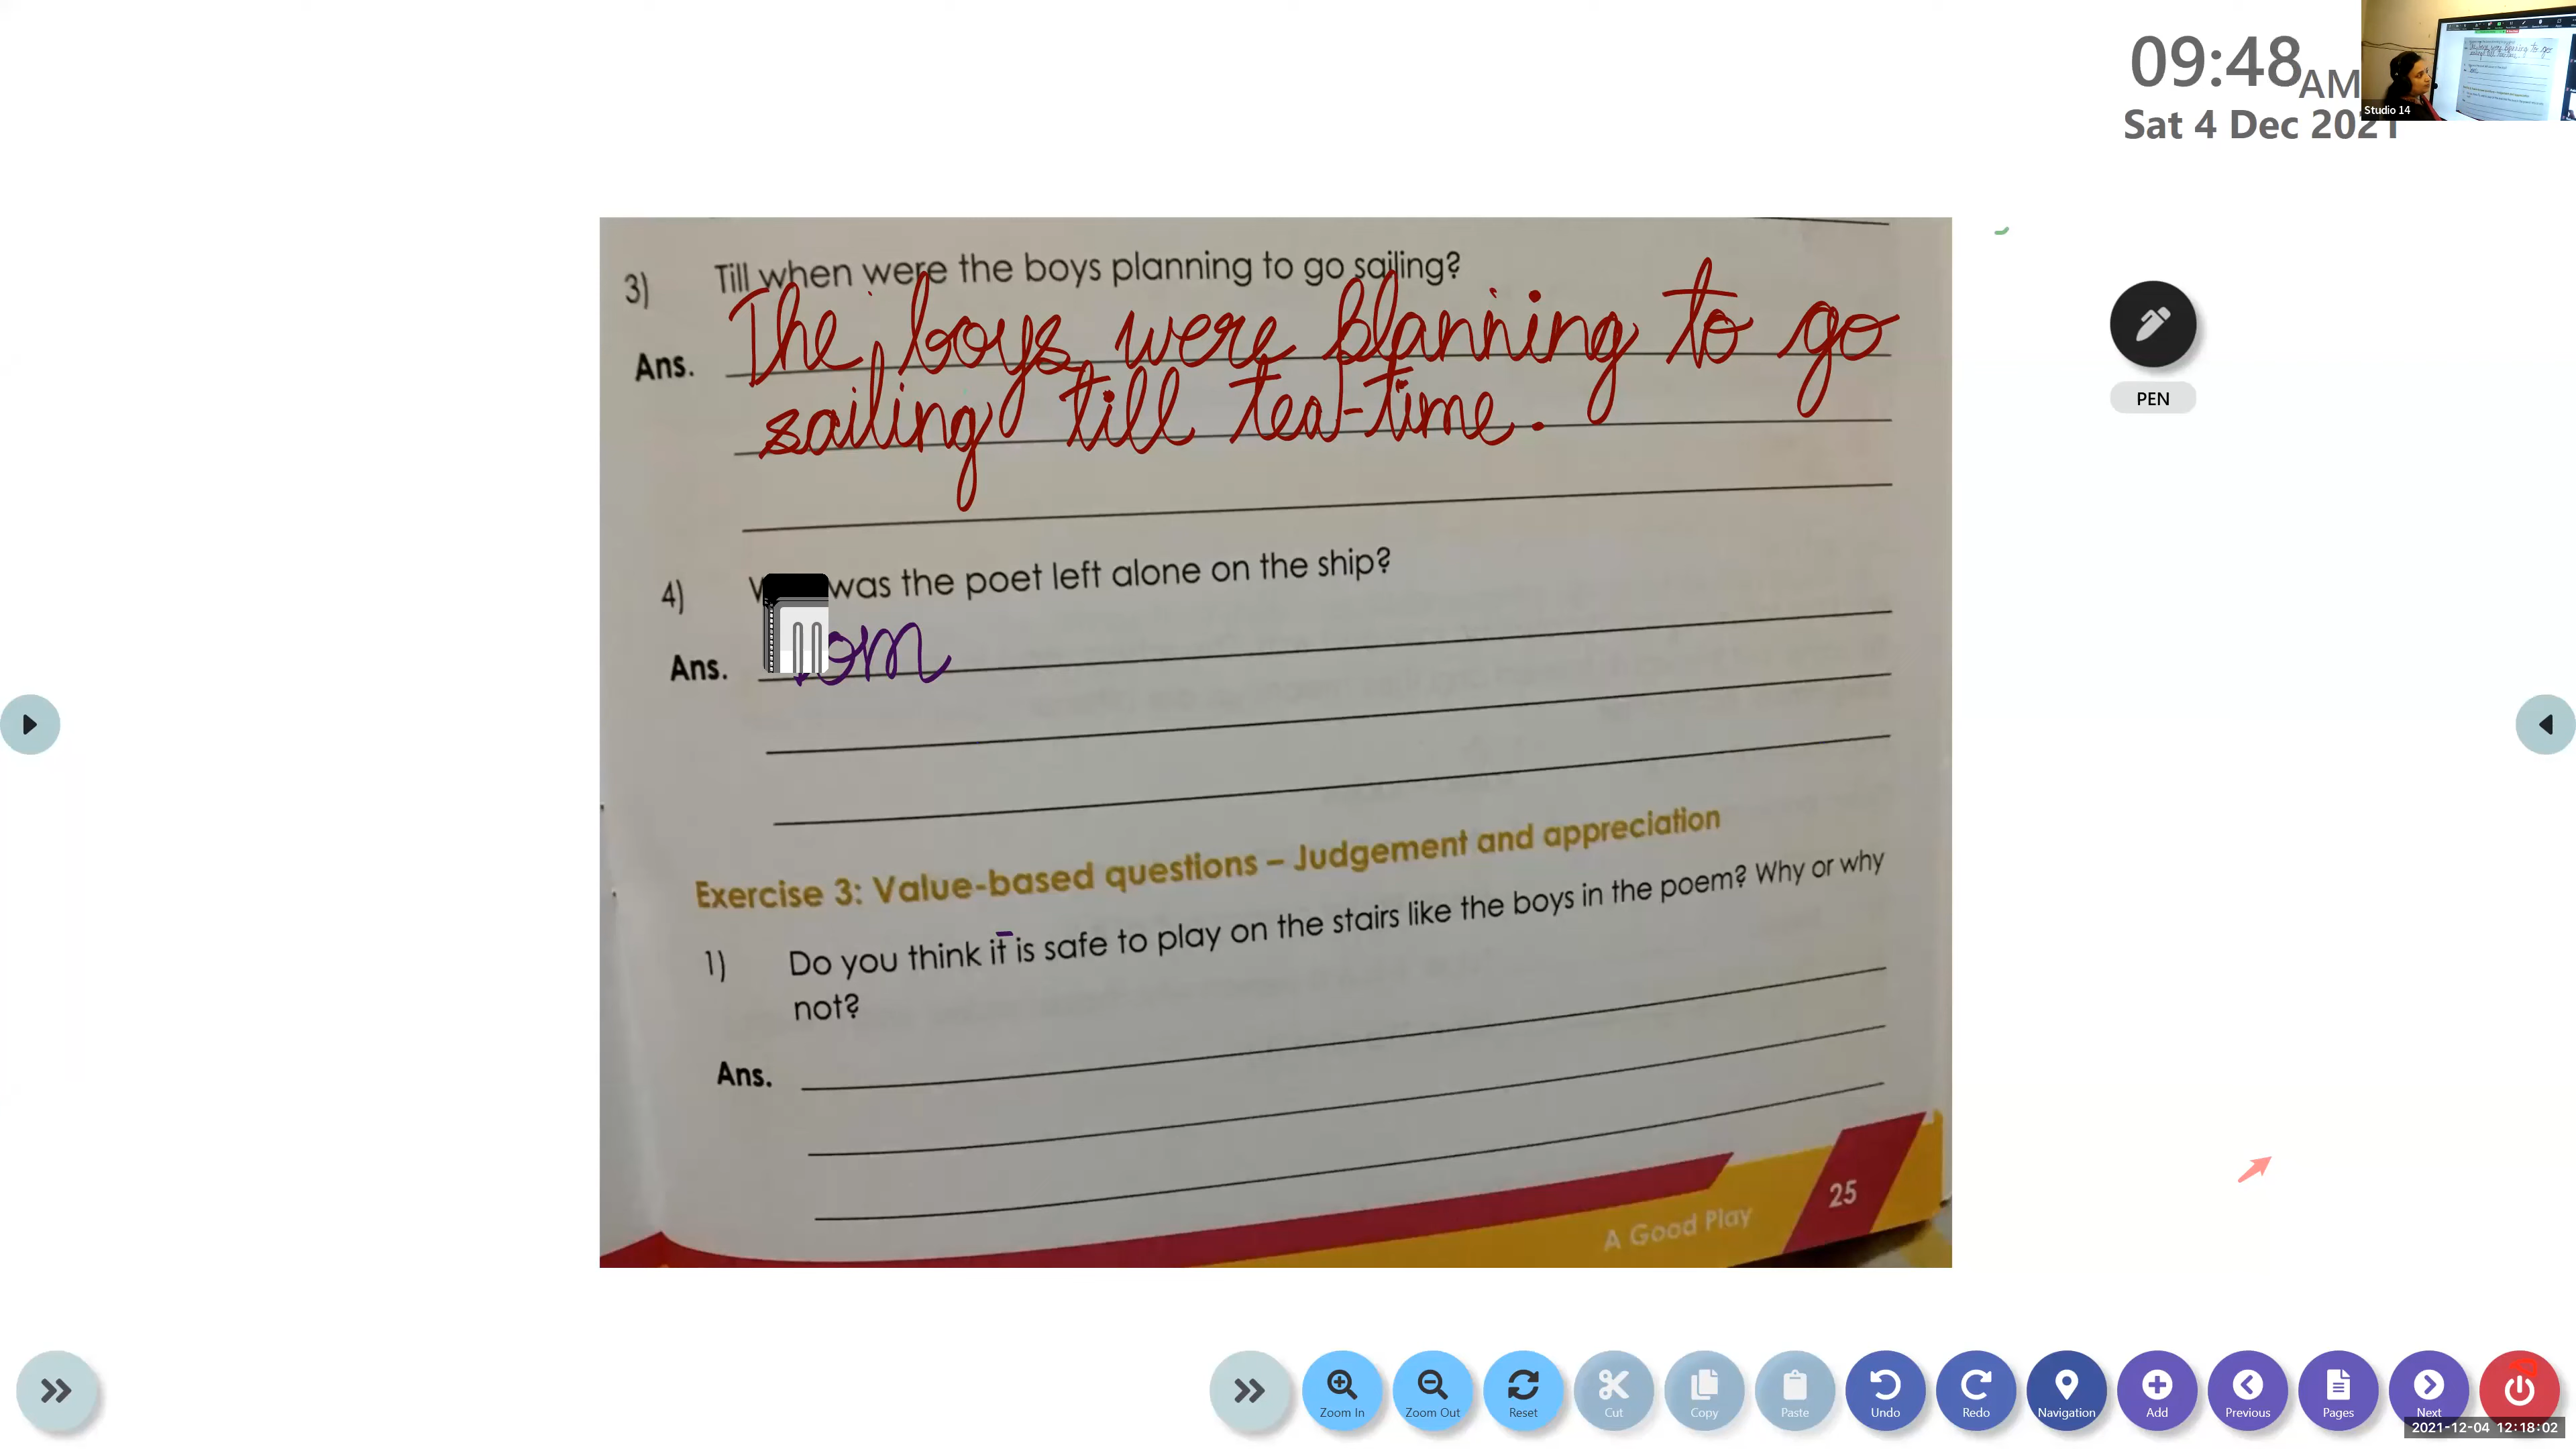 09:48 AM
Sat 4 Dec 2021
Studio 14
3) Till when were the boys planning to go sailing?
Ans. The boys were planning to go
sailing till tea-time.
4) was the poet left alone on the ship?
Ans.
Exercise 3: Value-based questions – Judgement and appreciation
1) Do you think it is safe to play on the stairs like the boys in the poem? Why or why
not?
Ans.
A Good Play 25
PEN
Zoom In Zoom Out Reset Cut Copy Paste Undo Redo Navigation Add Previous Pages Next
2021-12-04 12:18:02